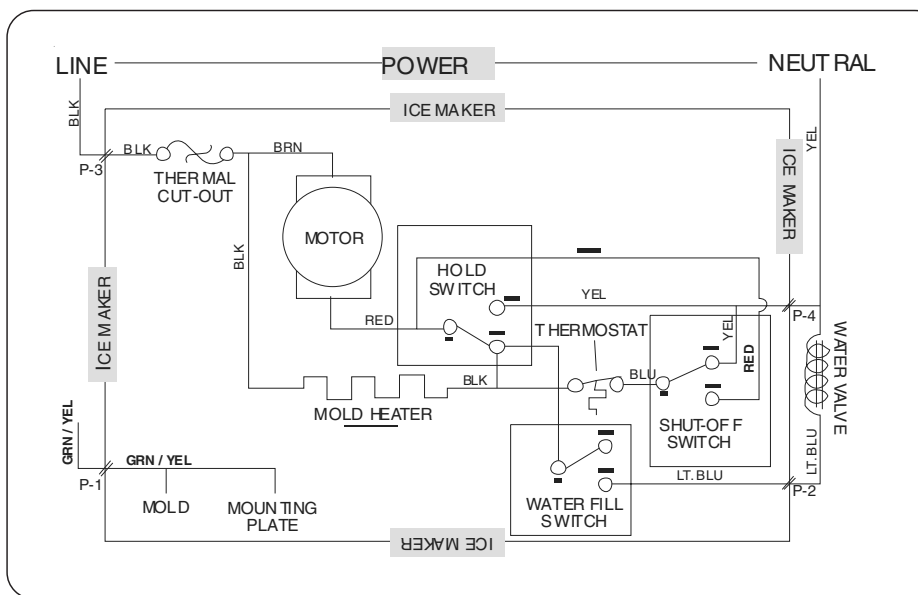 LINE
POWER
NEUTRAL
ICE MAKER
BLK
YEL
P-3
BLK
BRN
THERMAL
CUT-OUT
ICE MAKER
MOTOR
BLK
HOLD
SWITCH
YEL
P-4
ICE MAKER
RED
THERMOSTAT
YEL
RED
WATER VALVE
BLK
BLU
MOLD HEATER
SHUT-OFF
SWITCH
GRN / YEL
GRN / YEL
LT. BLU
P-1
LT. BLU
P-2
MOLD
MOUNTING
PLATE
WATER FILL
SWITCH
ICE MAKER